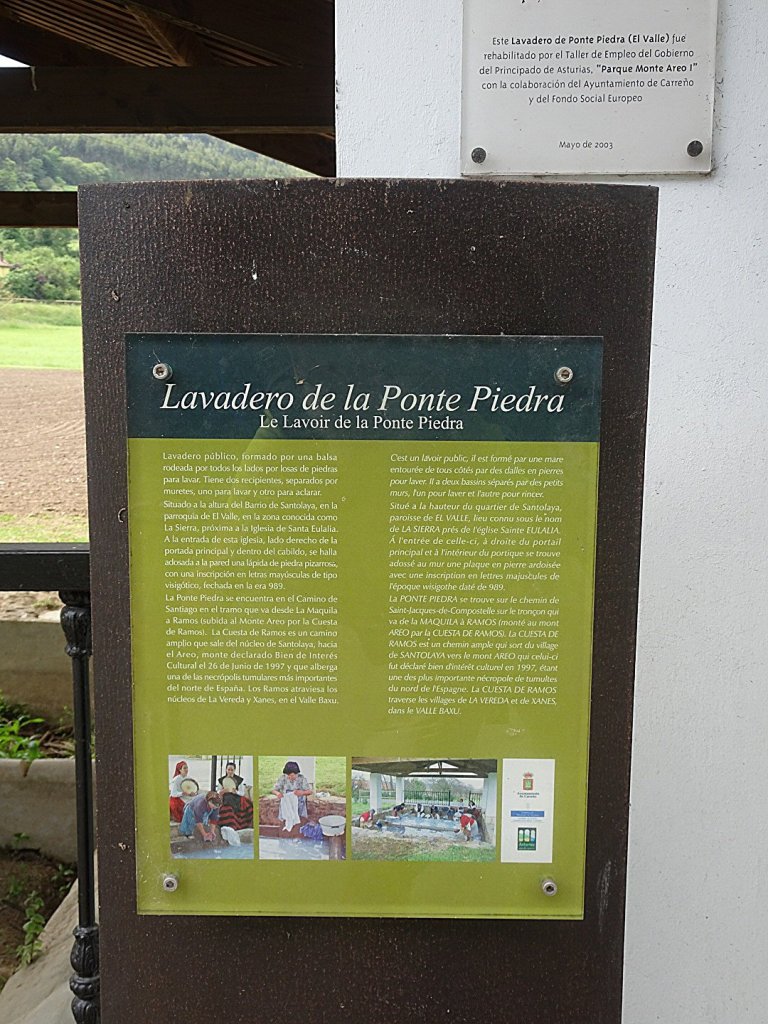 Este Lavadero de Ponte Piedra (El Valle) fue
rehabilitado por el Taller de Empleo del Gobierno
del Principado de Asturias, "Parque Monte Areo I"
con la colaboración del Ayuntamiento de Carreño
y del Fondo Social Europeo
Mayo de 2003
Lavadero de la Ponte Piedra
Le Lavoir de la Ponte Piedra
Lavadero público, formado por una balsa
rodeada por todos los lados por losas de piedras
para lavar. Tiene dos recipientes, separados por
muretes, uno para lavar y otro para aclarar.
Situado a la altura del Barrio de Santolaya, en la
parroquia de El Valle, en la zona conocida como
La Sierra, próxima a la Iglesia de Santa Eulalia.
A la entrada de esta iglesia, lado derecho de la
portada principal y dentro del cabildo, se halla
adosada a la pared una lápida de piedra pizarrosa,
con una inscripción en letras mayúsculas de tipo
visigótico, fechada en la era 989.
La Ponte Piedra se encuentra en el Camino de
Santiago en el tramo que va desde La Maquila
a Ramos (subida al Monte Areo por la Cuesta
de Ramos). La Cuesta de Ramos es un camino
amplio que sale del núcleo de Santolaya, hacia
el Areo, monte declarado Bien de Interés
Cultural el 26 de Junio de 1997 y que alberga
una de las necrópolis tumulares más importantes
del norte de España. Los Ramos atraviesa los
núcleos de La Vereda y Xanes, en el Valle Baxu.
C'est un lavoir public, il est formé par une mare
entourée de tous côtés par des dalles en pierres
pour laver. Il a deux bassins séparés par des petits
murs, l'un pour laver et l'autre pour rincer.
Situé a la hauteur du quartier de Santolaya,
paroisse de EL VALLE, lieu connu sous le nom
de LA SIERRA prés de l'église Sainte EULALIA.
Á l'entrée de celle-ci, à droite du portail
principal et à l'intérieur du portique se trouve
adossé au mur une plaque en pierre ardoisée
avec une inscription en lettres majuscules de
l'époque wisigothe daté de 989.
La PONTE PIEDRA se trouve sur le chemin de
Saint-Jacques-de-Compostelle sur le tronçon qui
va de la MAQUILA à RAMOS (monté au mont
AREO par la CUESTA DE RAMOS). La CUESTA DE
RAMOS est un chemin ample qui sort du village
de SANTOLAYA vers le mont AREO qui celui-ci
fut déclaré bien d'intérêt culturel en 1997, étant
une des plus importante nécropole de tumultes
du nord de l'Espagne. La CUESTA DE RAMOS
traverse les villages de LA VEREDA et de XANES,
dans le VALLE BAXU.
Ayuntamiento
de Carreño
Asturias